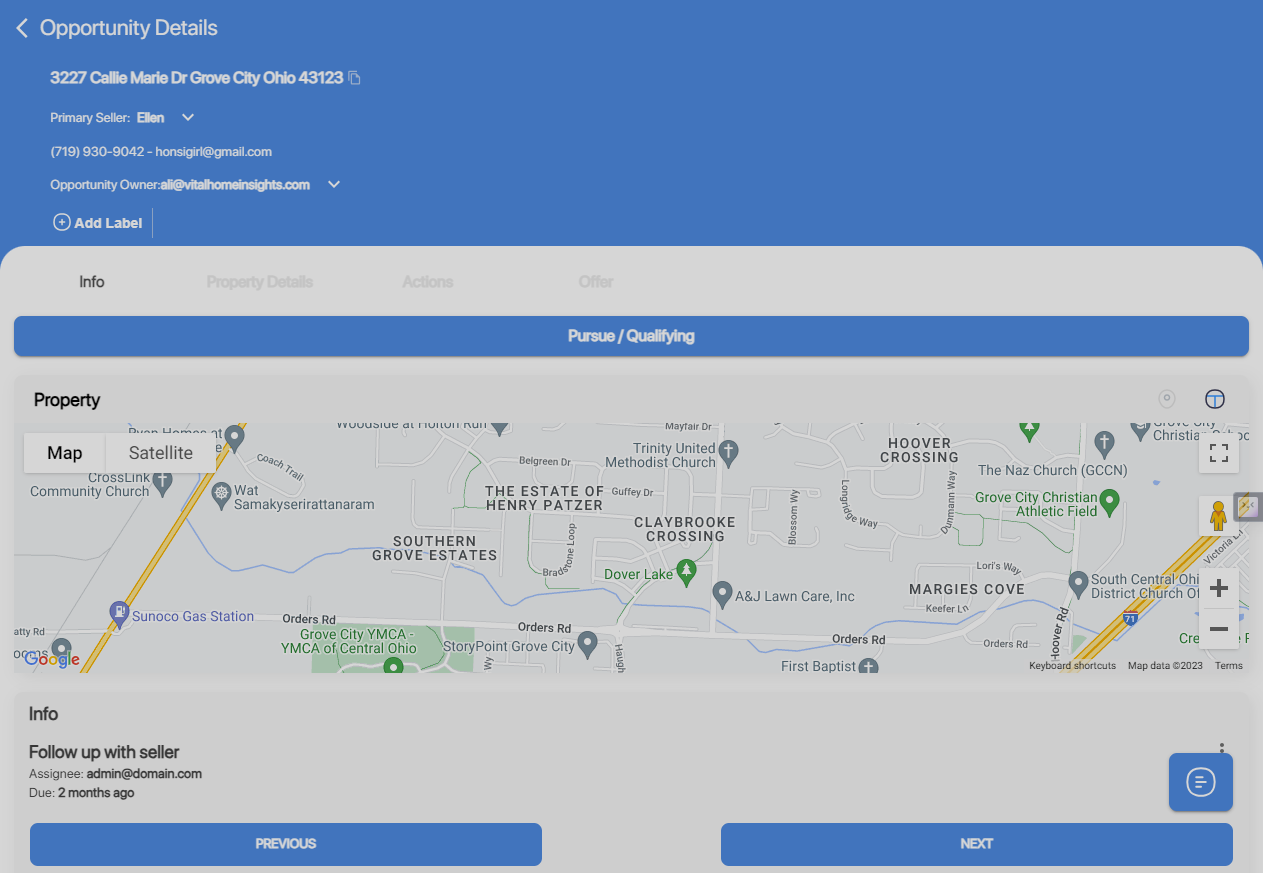 Opportunity Details
3227 Callie Marie Dr Grove City Ohio 43123
Primary Seller: Ellen
(719) 930-9042 - honsigirl@gmail.com
Opportunity Owner:ali@vitalhomeinsights.com
Add Label
Info Property Details Actions Offer
Pursue / Qualifying
Property
Map Satellite
Ryan Homes at
CrossLink
Community Church
Coach Trail
Wat
Samakyserirattanaram
Woodside at Holton Run
Mayfair Dr
Trinity United
Methodist Church
Belgreen Dr
Guffey Dr
THE ESTATE OF
HENRY PATZER
HOOVER
CROSSING
Grove City
Christian
The Naz Church (GCCN)
Grove City Christian
Athletic Field
Longridge Way
Dunmann Way
Blossom Wy
CLAYBROOKE
CROSSING
SOUTHERN
GROVE ESTATES
Bradstone Loop
Dover Lake
Lori's Way
Victoria Ln
MARGIES COVE
South Central Ohi
District Church Of
A&J Lawn Care, Inc
Keefer Ln
71
Sunoco Gas Station
Orders Rd
Orders Rd
Orders Rd
Orders Rd
Hoover Rd
atty Rd
Grove City YMCA -
YMCA of Central Ohio
StoryPoint Grove City
Haugh
Wy
First Baptist
Google
Keyboard shortcuts Map data ©2023 Terms
Info
Follow up with seller
Assignee: admin@domain.com
Due: 2 months ago
PREVIOUS NEXT